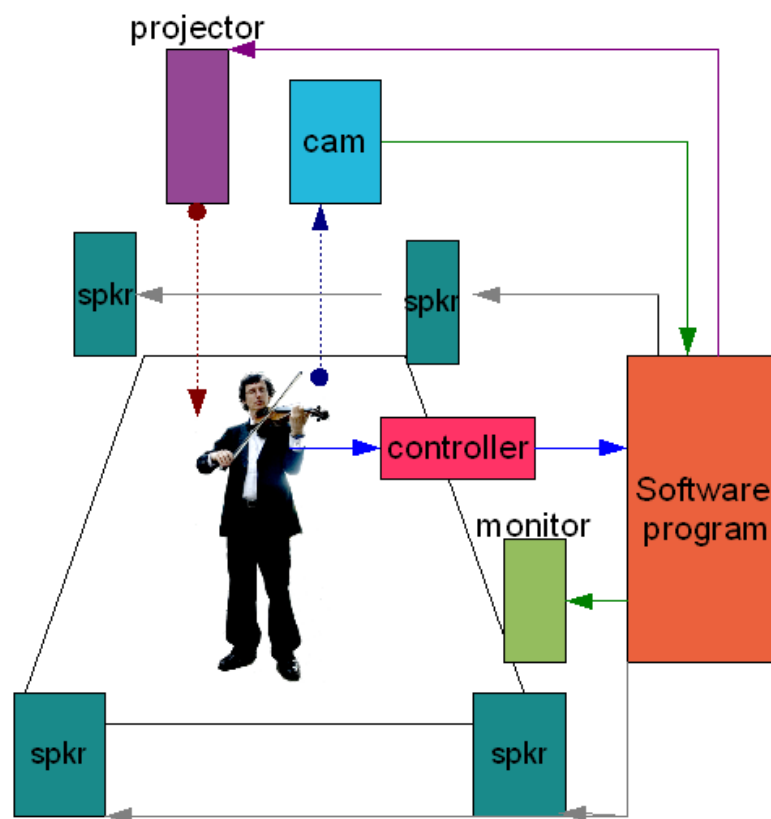 projector
cam
spkr
spkr
controller
Software
program
monitor
spkr
spkr